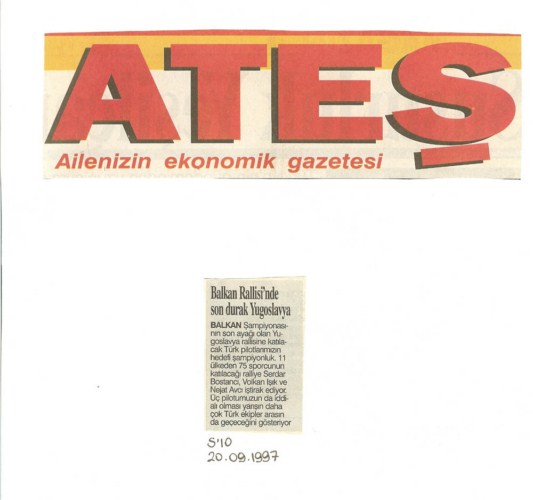 ATEŞ
Ailenizin ekonomik gazetesi
Balkan Rallisi'nde
son durak Yugoslavya
BALKAN Şampiyonası-
nın son ayağı olan Yu-
goslavya rallisine katıla-
cak Türk pilotlarımızın
hedefi şampiyonluk. 11
ülkeden 75 sporcunun
katılacağı ralliye Serdar
Bostancı, Volkan Işık ve
Nejat Avcı iştirak ediyor.
Üç pilotumuzun da iddi-
alı olması yarışın daha
çok Türk ekipler arasın
da geçeceğini gösteriyor
S'10
20.09.1997